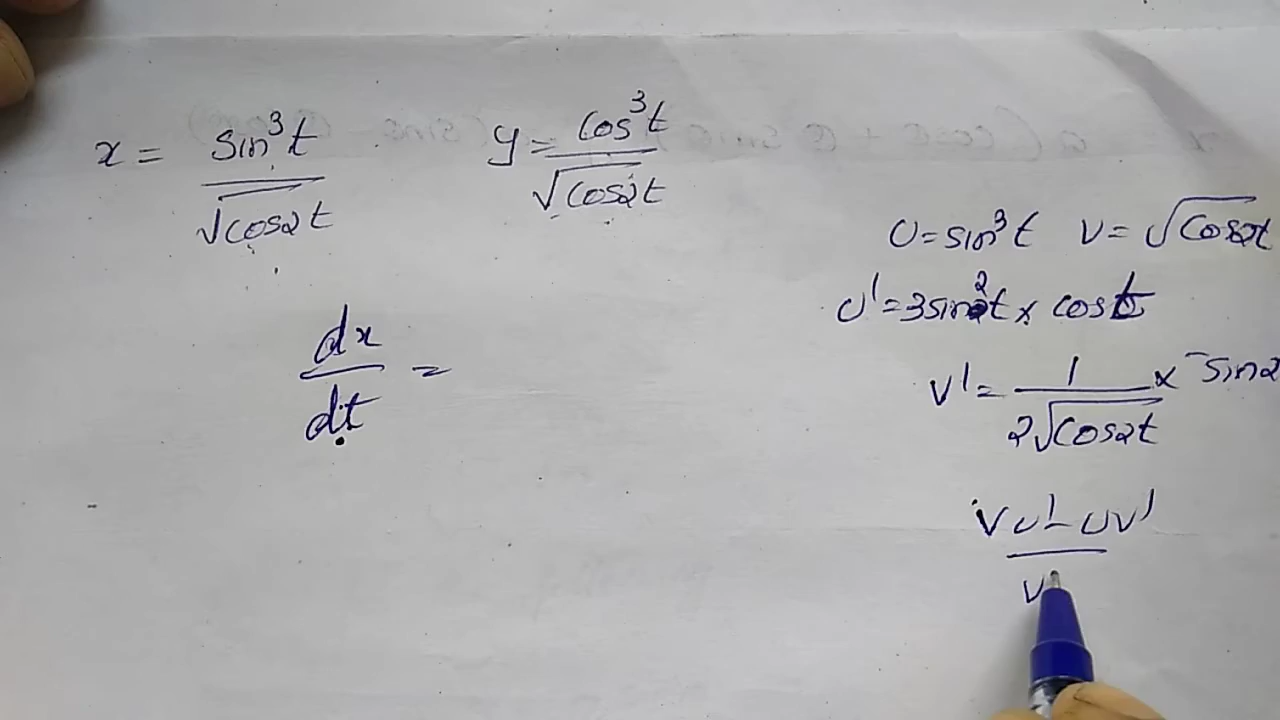 x = sin³t / √cos2t    y = cos³t / √cos2t
U = sin³t    V = √cos2t
U' = 3sin²t × cost
dx/dt =
V' = 1 / 2√cos2t × -sin2
VU' - UV' / V